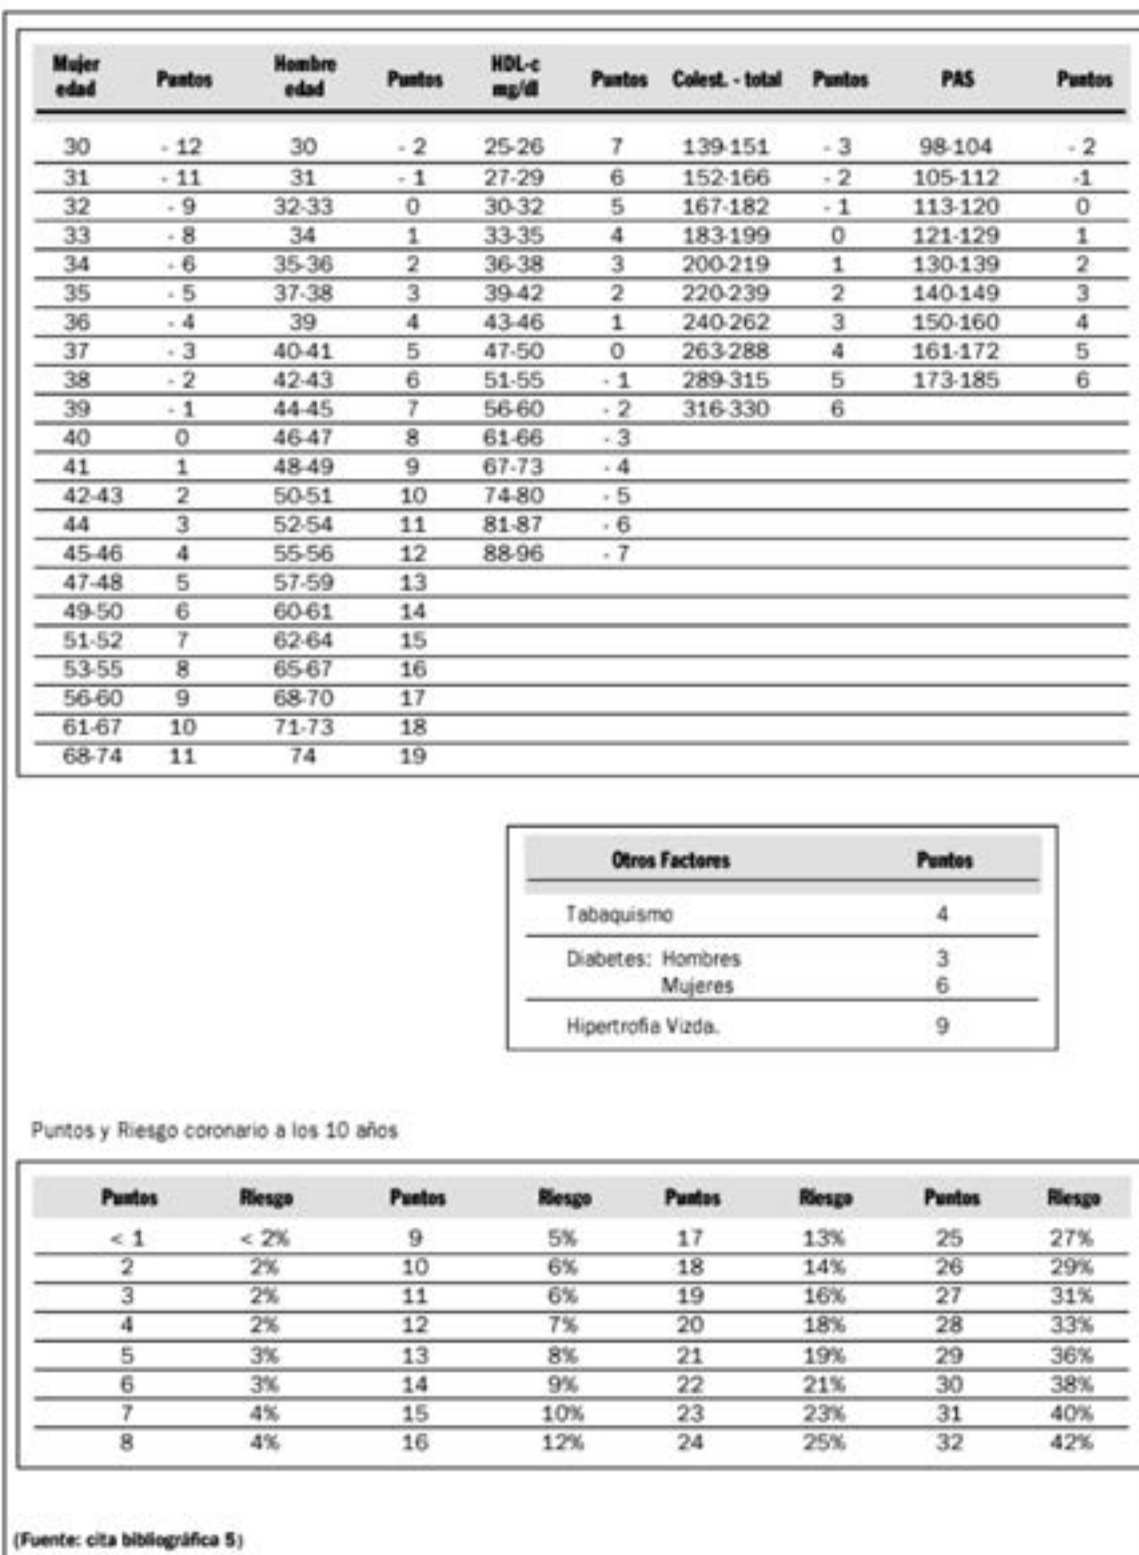 Mujer edad Puntos Hombre edad Puntos HDL-c mg/dl Puntos Colest. - total Puntos PAS Puntos
30 - 12 30 - 2 25-26 7 139-151 - 3 98-104 - 2
31 - 11 31 - 1 27-29 6 152-166 - 2 105-112 -1
32 - 9 32-33 0 30-32 5 167-182 - 1 113-120 0
33 - 8 34 1 33-35 4 183-199 0 121-129 1
34 - 6 35-36 2 36-38 3 200-219 1 130-139 2
35 - 5 37-38 3 39-42 2 220-239 2 140-149 3
36 - 4 39 4 43-46 1 240-262 3 150-160 4
37 - 3 40-41 5 47-50 0 263-288 4 161-172 5
38 - 2 42-43 6 51-55 - 1 289-315 5 173-185 6
39 - 1 44-45 7 56-60 - 2 316-330 6
40 0 46-47 8 61-66 - 3
41 1 48-49 9 67-73 - 4
42-43 2 50-51 10 74-80 - 5
44 3 52-54 11 81-87 - 6
45-46 4 55-56 12 88-96 - 7
47-48 5 57-59 13
49-50 6 60-61 14
51-52 7 62-64 15
53-55 8 65-67 16
56-60 9 68-70 17
61-67 10 71-73 18
68-74 11 74 19
Otros Factores Puntos
Tabaquismo 4
Diabetes: Hombres 3
Mujeres 6
Hipertrofia Vizda. 9
Puntos y Riesgo coronario a los 10 años
Puntos Riesgo Puntos Riesgo Puntos Riesgo Puntos Riesgo
< 1 < 2% 9 5% 17 13% 25 27%
2 2% 10 6% 18 14% 26 29%
3 2% 11 6% 19 16% 27 31%
4 2% 12 7% 20 18% 28 33%
5 3% 13 8% 21 19% 29 36%
6 3% 14 9% 22 21% 30 38%
7 4% 15 10% 23 23% 31 40%
8 4% 16 12% 24 25% 32 42%
(Fuente: cita bibliográfica 5)